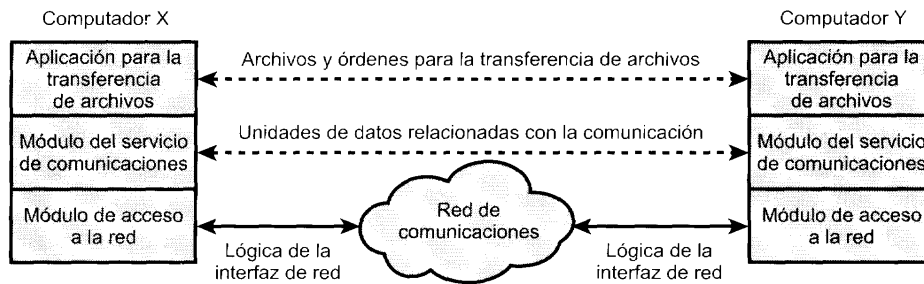 Computador X
Computador Y
Aplicación para la
transferencia
de archivos
Archivos y órdenes para la transferencia de archivos
Aplicación para la
transferencia
de archivos
Módulo del servicio
de comunicaciones
Unidades de datos relacionadas con la comunicación
Módulo del servicio
de comunicaciones
Módulo de acceso
a la red
Lógica de la
interfaz de red
Red de
comunicaciones
Lógica de la
interfaz de red
Módulo de acceso
a la red